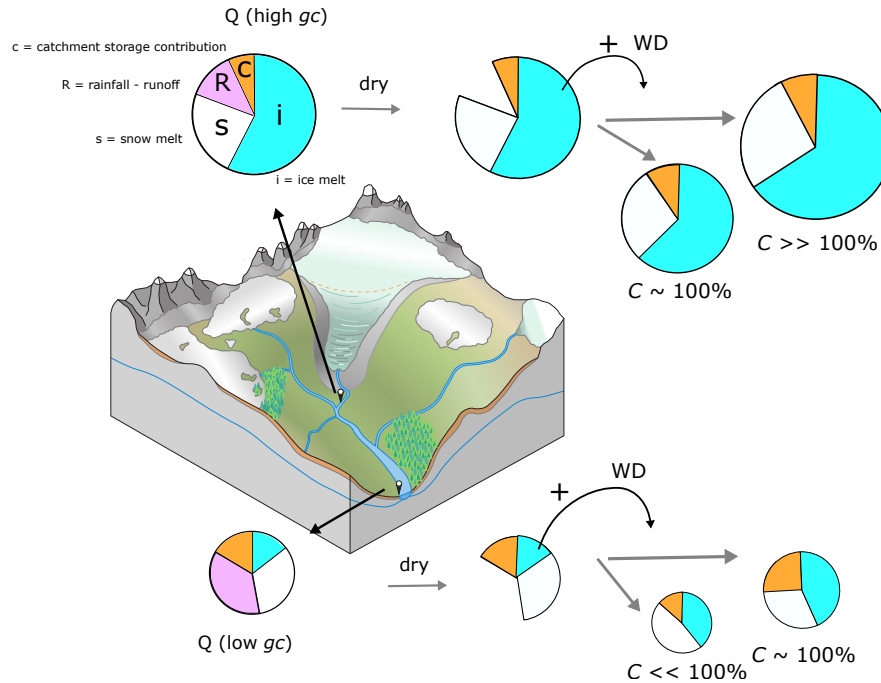 Q (high gc)
c = catchment storage contribution
R = rainfall - runoff
s = snow melt
i = ice melt
c
R
s
i
dry
+ WD
C >> 100%
C ~ 100%
+ WD
dry
Q (low gc)
C << 100%
C ~ 100%